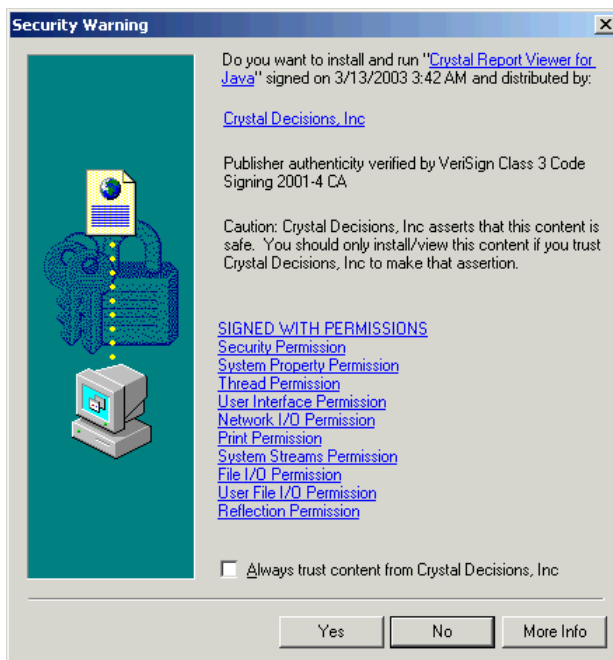 Security Warning
Do you want to install and run "Crystal Report Viewer for
Java" signed on 3/13/2003 3:42 AM and distributed by:
Crystal Decisions, Inc
Publisher authenticity verified by VeriSign Class 3 Code
Signing 2001-4 CA
Caution: Crystal Decisions, Inc asserts that this content is
safe.  You should only install/view this content if you trust
Crystal Decisions, Inc to make that assertion.
SIGNED WITH PERMISSIONS
Security Permission
System Property Permission
Thread Permission
User Interface Permission
Network I/O Permission
Print Permission
System Streams Permission
File I/O Permission
User File I/O Permission
Reflection Permission
Always trust content from Crystal Decisions, Inc
Yes No More Info